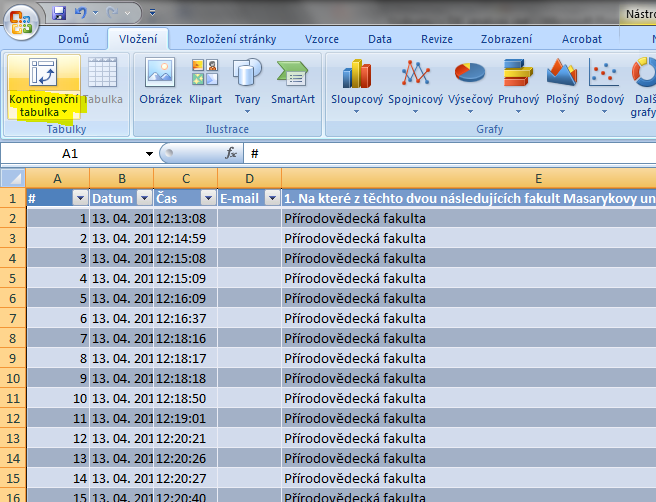 Nástro
Domů Vložení Rozložení stránky Vzorce Data Revize Zobrazení Acrobat N
Kontingenční tabulka Tabulka Obrázek Klipart Tvary SmartArt Sloupcový Spojnicový Výsečový Pruhový Plošný Bodový Dalš grafy
Tabulky Ilustrace Grafy
A1 fx #
A B C D E
1 # Datum Čas E-mail 1. Na které z těchto dvou následujících fakult Masarykovy un
2 1 13. 04. 201 12:13:08 Přírodovědecká fakulta
3 2 13. 04. 201 12:14:59 Přírodovědecká fakulta
4 3 13. 04. 201 12:15:08 Přírodovědecká fakulta
5 4 13. 04. 201 12:15:09 Přírodovědecká fakulta
6 5 13. 04. 201 12:16:09 Přírodovědecká fakulta
7 6 13. 04. 201 12:16:37 Přírodovědecká fakulta
8 7 13. 04. 201 12:18:16 Přírodovědecká fakulta
9 8 13. 04. 201 12:18:17 Přírodovědecká fakulta
10 9 13. 04. 201 12:18:18 Přírodovědecká fakulta
11 10 13. 04. 201 12:18:50 Přírodovědecká fakulta
12 11 13. 04. 201 12:19:01 Přírodovědecká fakulta
13 12 13. 04. 201 12:20:21 Přírodovědecká fakulta
14 13 13. 04. 201 12:20:26 Přírodovědecká fakulta
15 14 13. 04. 201 12:20:27 Přírodovědecká fakulta
16 15 13. 04. 201 12:20:40 Přírodovědecká fakulta